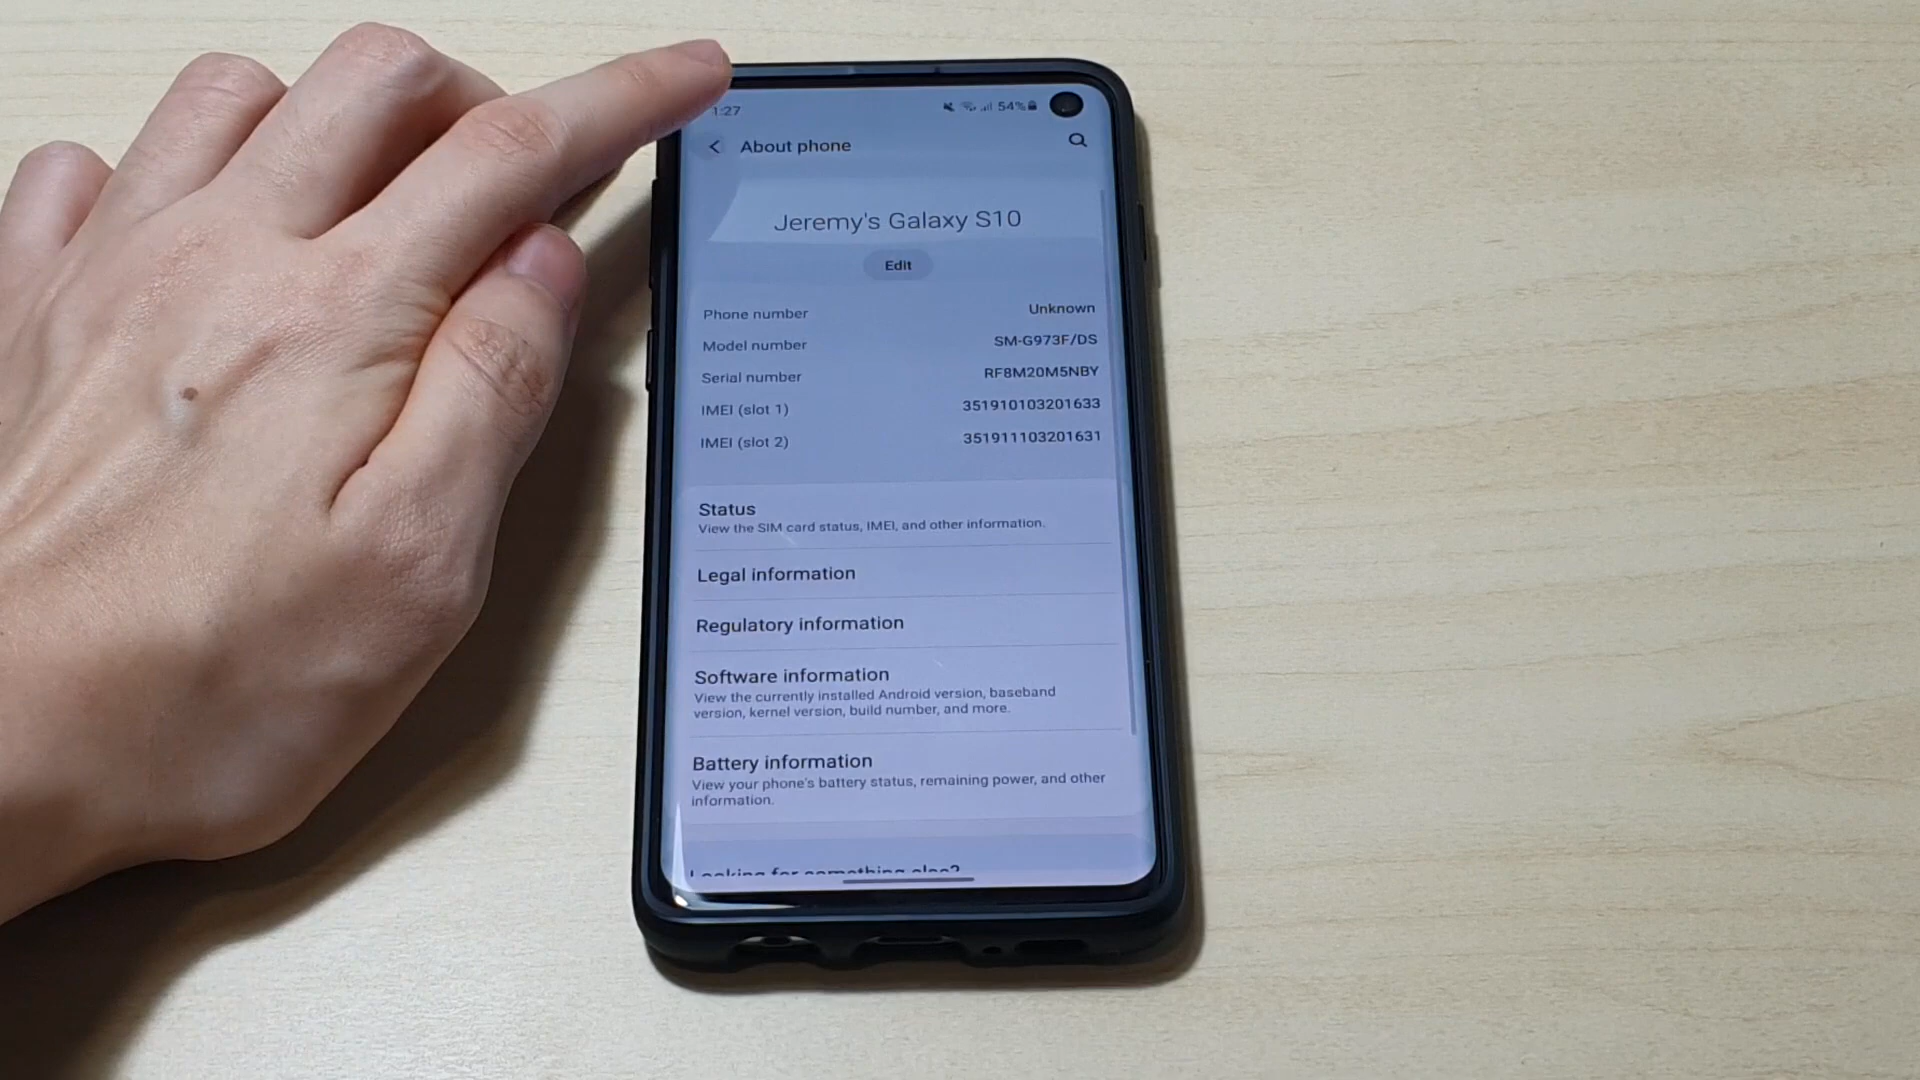 1:27
54%
About phone
Jeremy's Galaxy S10
Edit
Phone number Unknown
Model number SM-G973F/DS
Serial number RF8M20M5NBY
IMEI (slot 1) 351910103201633
IMEI (slot 2) 351911103201631
Status
View the SIM card status, IMEI, and other information.
Legal information
Regulatory information
Software information
View the currently installed Android version, baseband
version, kernel version, build number, and more.
Battery information
View your phone's battery status, remaining power, and other
information.
Looking for something else?